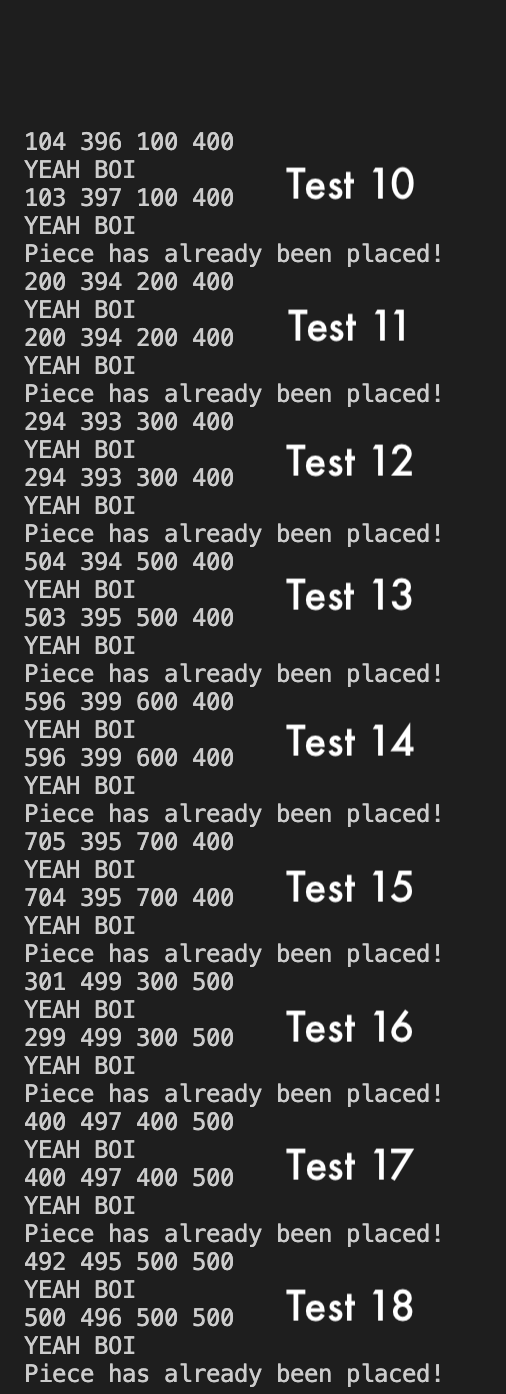 104 396 100 400
YEAH BOI
Test 10
103 397 100 400
YEAH BOI
Piece has already been placed!
200 394 200 400
YEAH BOI
Test 11
200 394 200 400
YEAH BOI
Piece has already been placed!
294 393 300 400
YEAH BOI
Test 12
294 393 300 400
YEAH BOI
Piece has already been placed!
504 394 500 400
YEAH BOI
Test 13
503 395 500 400
YEAH BOI
Piece has already been placed!
596 399 600 400
YEAH BOI
Test 14
596 399 600 400
YEAH BOI
Piece has already been placed!
705 395 700 400
YEAH BOI
Test 15
704 395 700 400
YEAH BOI
Piece has already been placed!
301 499 300 500
YEAH BOI
Test 16
299 499 300 500
YEAH BOI
Piece has already been placed!
400 497 400 500
YEAH BOI
Test 17
400 497 400 500
YEAH BOI
Piece has already been placed!
492 495 500 500
YEAH BOI
Test 18
500 496 500 500
YEAH BOI
Piece has already been placed!